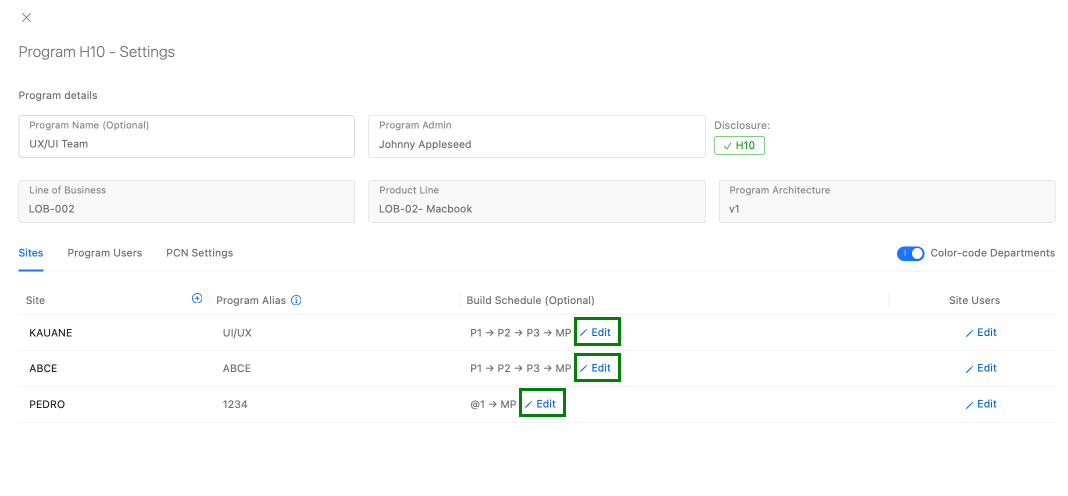 Program H10 - Settings
Program details
Program Name (Optional)
UX/UI Team
Program Admin
Johnny Appleseed
Disclosure:
H10
Line of Business
LOB-002
Product Line
LOB-02- Macbook
Program Architecture
v1
Sites Program Users PCN Settings Color-code Departments
Site Program Alias Build Schedule (Optional) Site Users
KAUANE UI/UX P1 → P2 → P3 → MP Edit Edit
ABCE ABCE P1 → P2 → P3 → MP Edit Edit
PEDRO 1234 @1 → MP Edit Edit